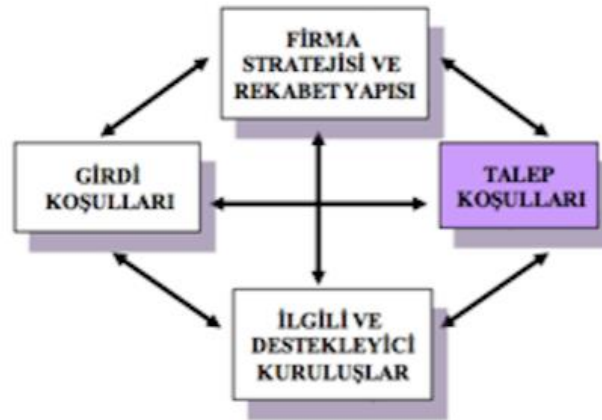 FİRMA
STRATEJİSİ VE
REKABET YAPISI
GİRDİ
KOŞULLARI
TALEP
KOŞULLARI
İLGİLİ VE
DESTEKLEYİCİ
KURULUŞLAR